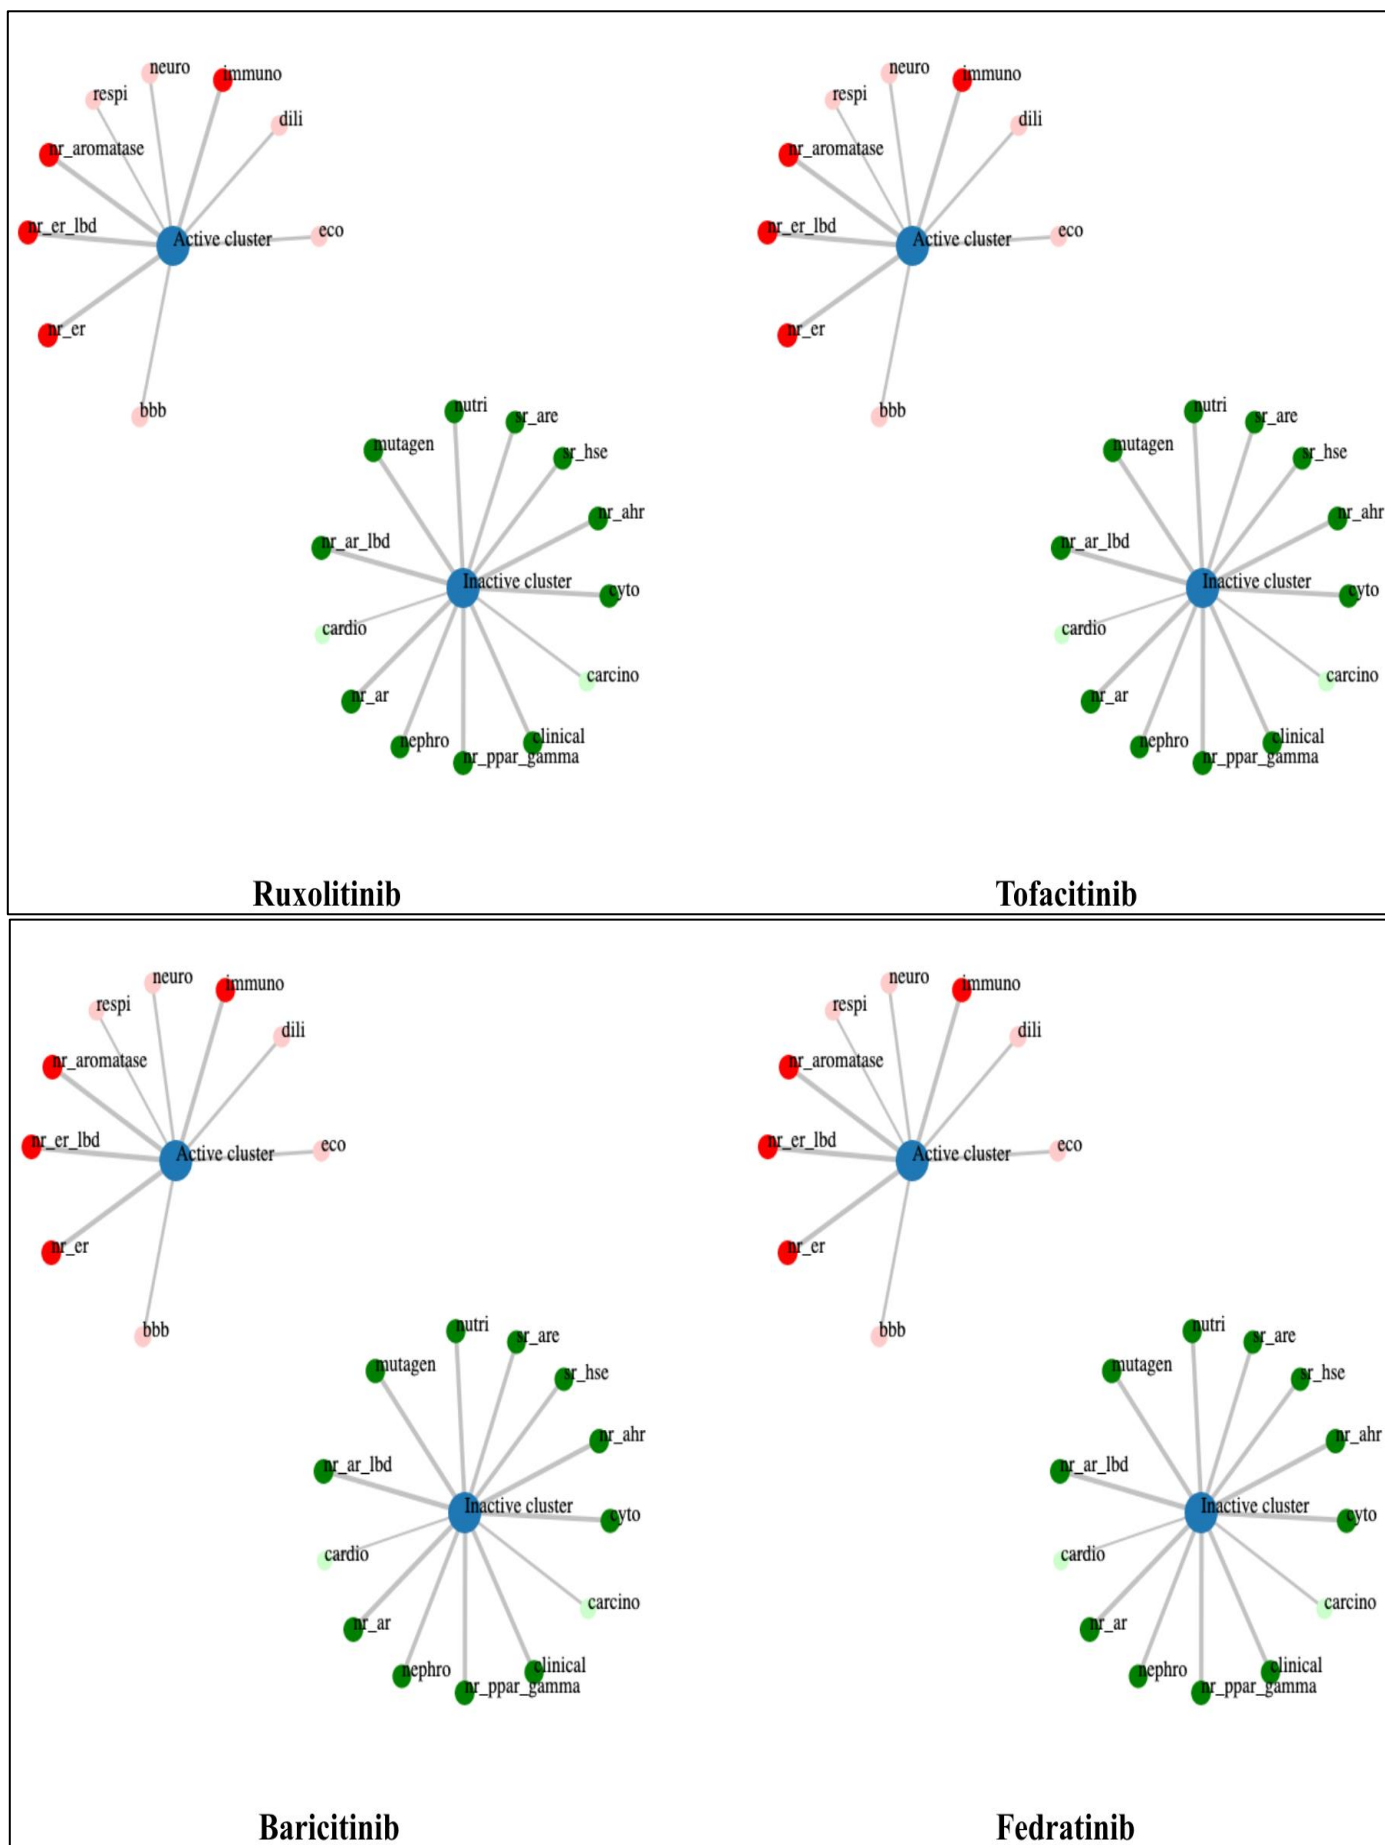 neuro
immuno
respi
dili
nr_aromatase
nr_er_lbd
Active cluster
eco
nr_er
bbb
nutri
sr_are
mutagen
sr_hse
nr_ahr
nr_ar_lbd
Inactive cluster
cyto
cardio
carcino
nr_ar
nephro
clinical
nr_ppar_gamma
Ruxolitinib
neuro
immuno
respi
dili
nr_aromatase
nr_er_lbd
Active cluster
eco
nr_er
bbb
nutri
sr_are
mutagen
sr_hse
nr_ahr
nr_ar_lbd
Inactive cluster
cyto
cardio
carcino
nr_ar
nephro
clinical
nr_ppar_gamma
Tofacitinib
neuro
immuno
respi
dili
nr_aromatase
nr_er_lbd
Active cluster
eco
nr_er
bbb
nutri
sr_are
mutagen
sr_hse
nr_ahr
nr_ar_lbd
Inactive cluster
cyto
cardio
carcino
nr_ar
nephro
clinical
nr_ppar_gamma
Baricitinib
neuro
immuno
respi
dili
nr_aromatase
nr_er_lbd
Active cluster
eco
nr_er
bbb
nutri
sr_are
mutagen
sr_hse
nr_ahr
nr_ar_lbd
Inactive cluster
cyto
cardio
carcino
nr_ar
nephro
clinical
nr_ppar_gamma
Fedratinib